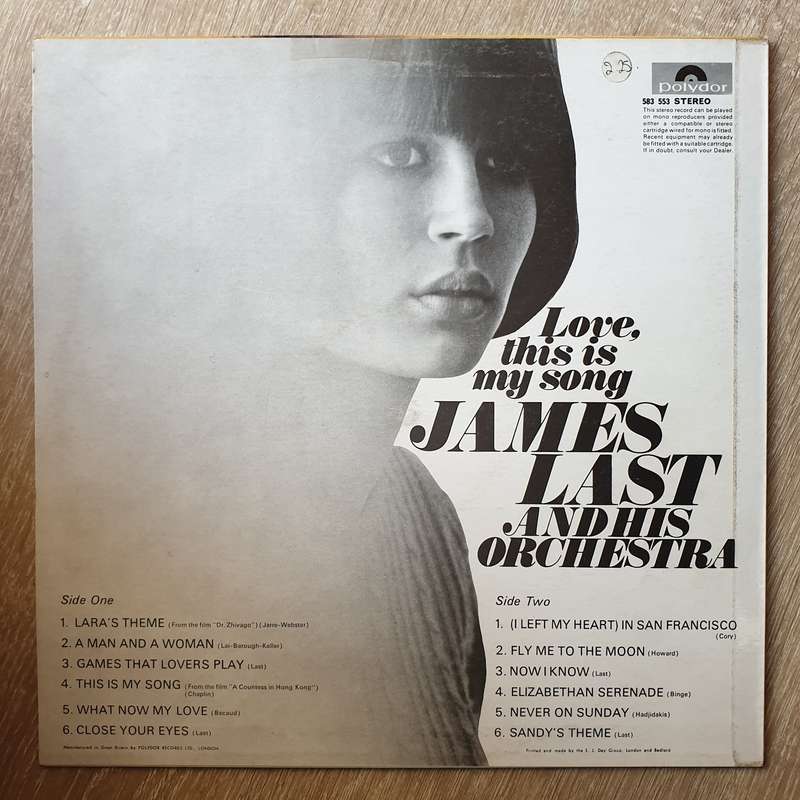 2 25
polydor
583 553 STEREO
This stereo record can be played
on mono reproducers provided
either a compatible or stereo
cartridge wired for mono is fitted.
Recent equipment may already
be fitted with a suitable cartridge.
If in doubt, consult your Dealer.
Love,
this is
my song
JAMES
LAST
AND HIS
ORCHESTRA
Side One
1. LARA'S THEME (From the film "Dr. Zhivago") (Jarre-Webster)
2. A MAN AND A WOMAN (Lai-Barough-Keller)
3. GAMES THAT LOVERS PLAY (Last)
4. THIS IS MY SONG (From the film "A Countess in Hong Kong")
(Chaplin)
5. WHAT NOW MY LOVE (Becaud)
6. CLOSE YOUR EYES (Last)
Manufactured in Great Britain by POLYDOR RECORDS LTD., LONDON
Side Two
1. (I LEFT MY HEART) IN SAN FRANCISCO
(Cory)
2. FLY ME TO THE MOON (Howard)
3. NOW I KNOW (Last)
4. ELIZABETHAN SERENADE (Binge)
5. NEVER ON SUNDAY (Hadjidakis)
6. SANDY'S THEME (Last)
Printed and made by the E. J. Day Group, London and Bedford